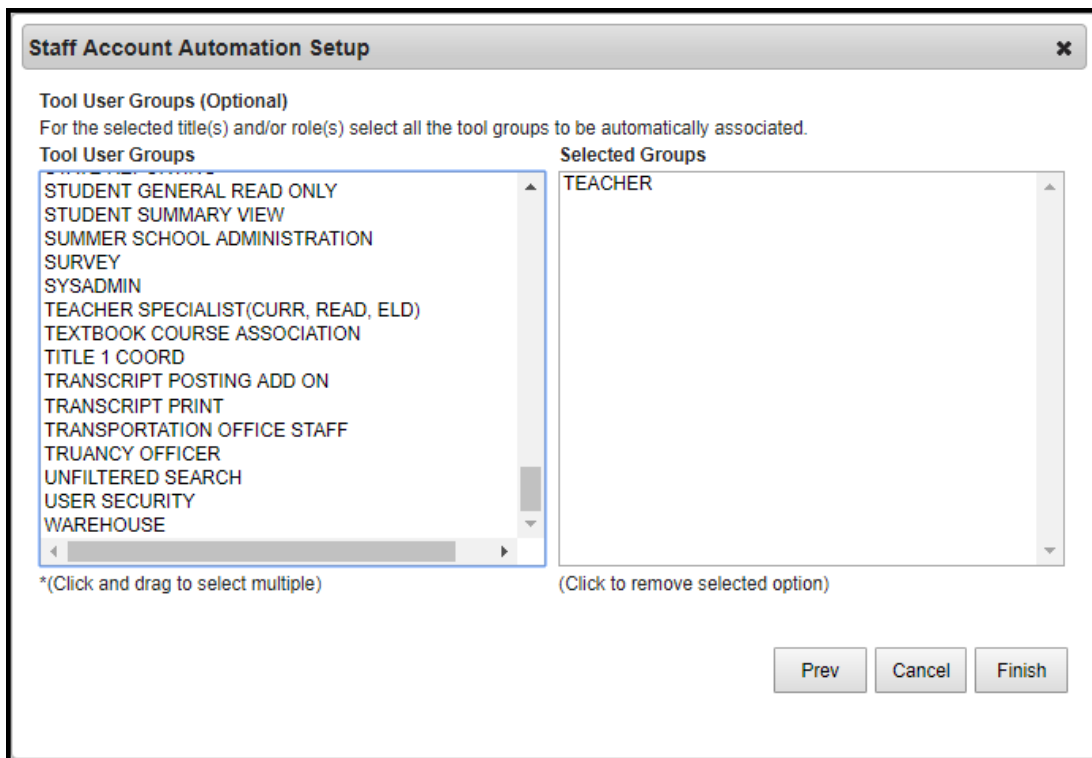 Staff Account Automation Setup
Tool User Groups (Optional)
For the selected title(s) and/or role(s) select all the tool groups to be automatically associated.
Tool User Groups
STUDENT GENERAL READ ONLY
STUDENT SUMMARY VIEW
SUMMER SCHOOL ADMINISTRATION
SURVEY
SYSADMIN
TEACHER SPECIALIST(CURR, READ, ELD)
TEXTBOOK COURSE ASSOCIATION
TITLE 1 COORD
TRANSCRIPT POSTING ADD ON
TRANSCRIPT PRINT
TRANSPORTATION OFFICE STAFF
TRUANCY OFFICER
UNFILTERED SEARCH
USER SECURITY
WAREHOUSE
*(Click and drag to select multiple)
Selected Groups
TEACHER
(Click to remove selected option)
Prev
Cancel
Finish